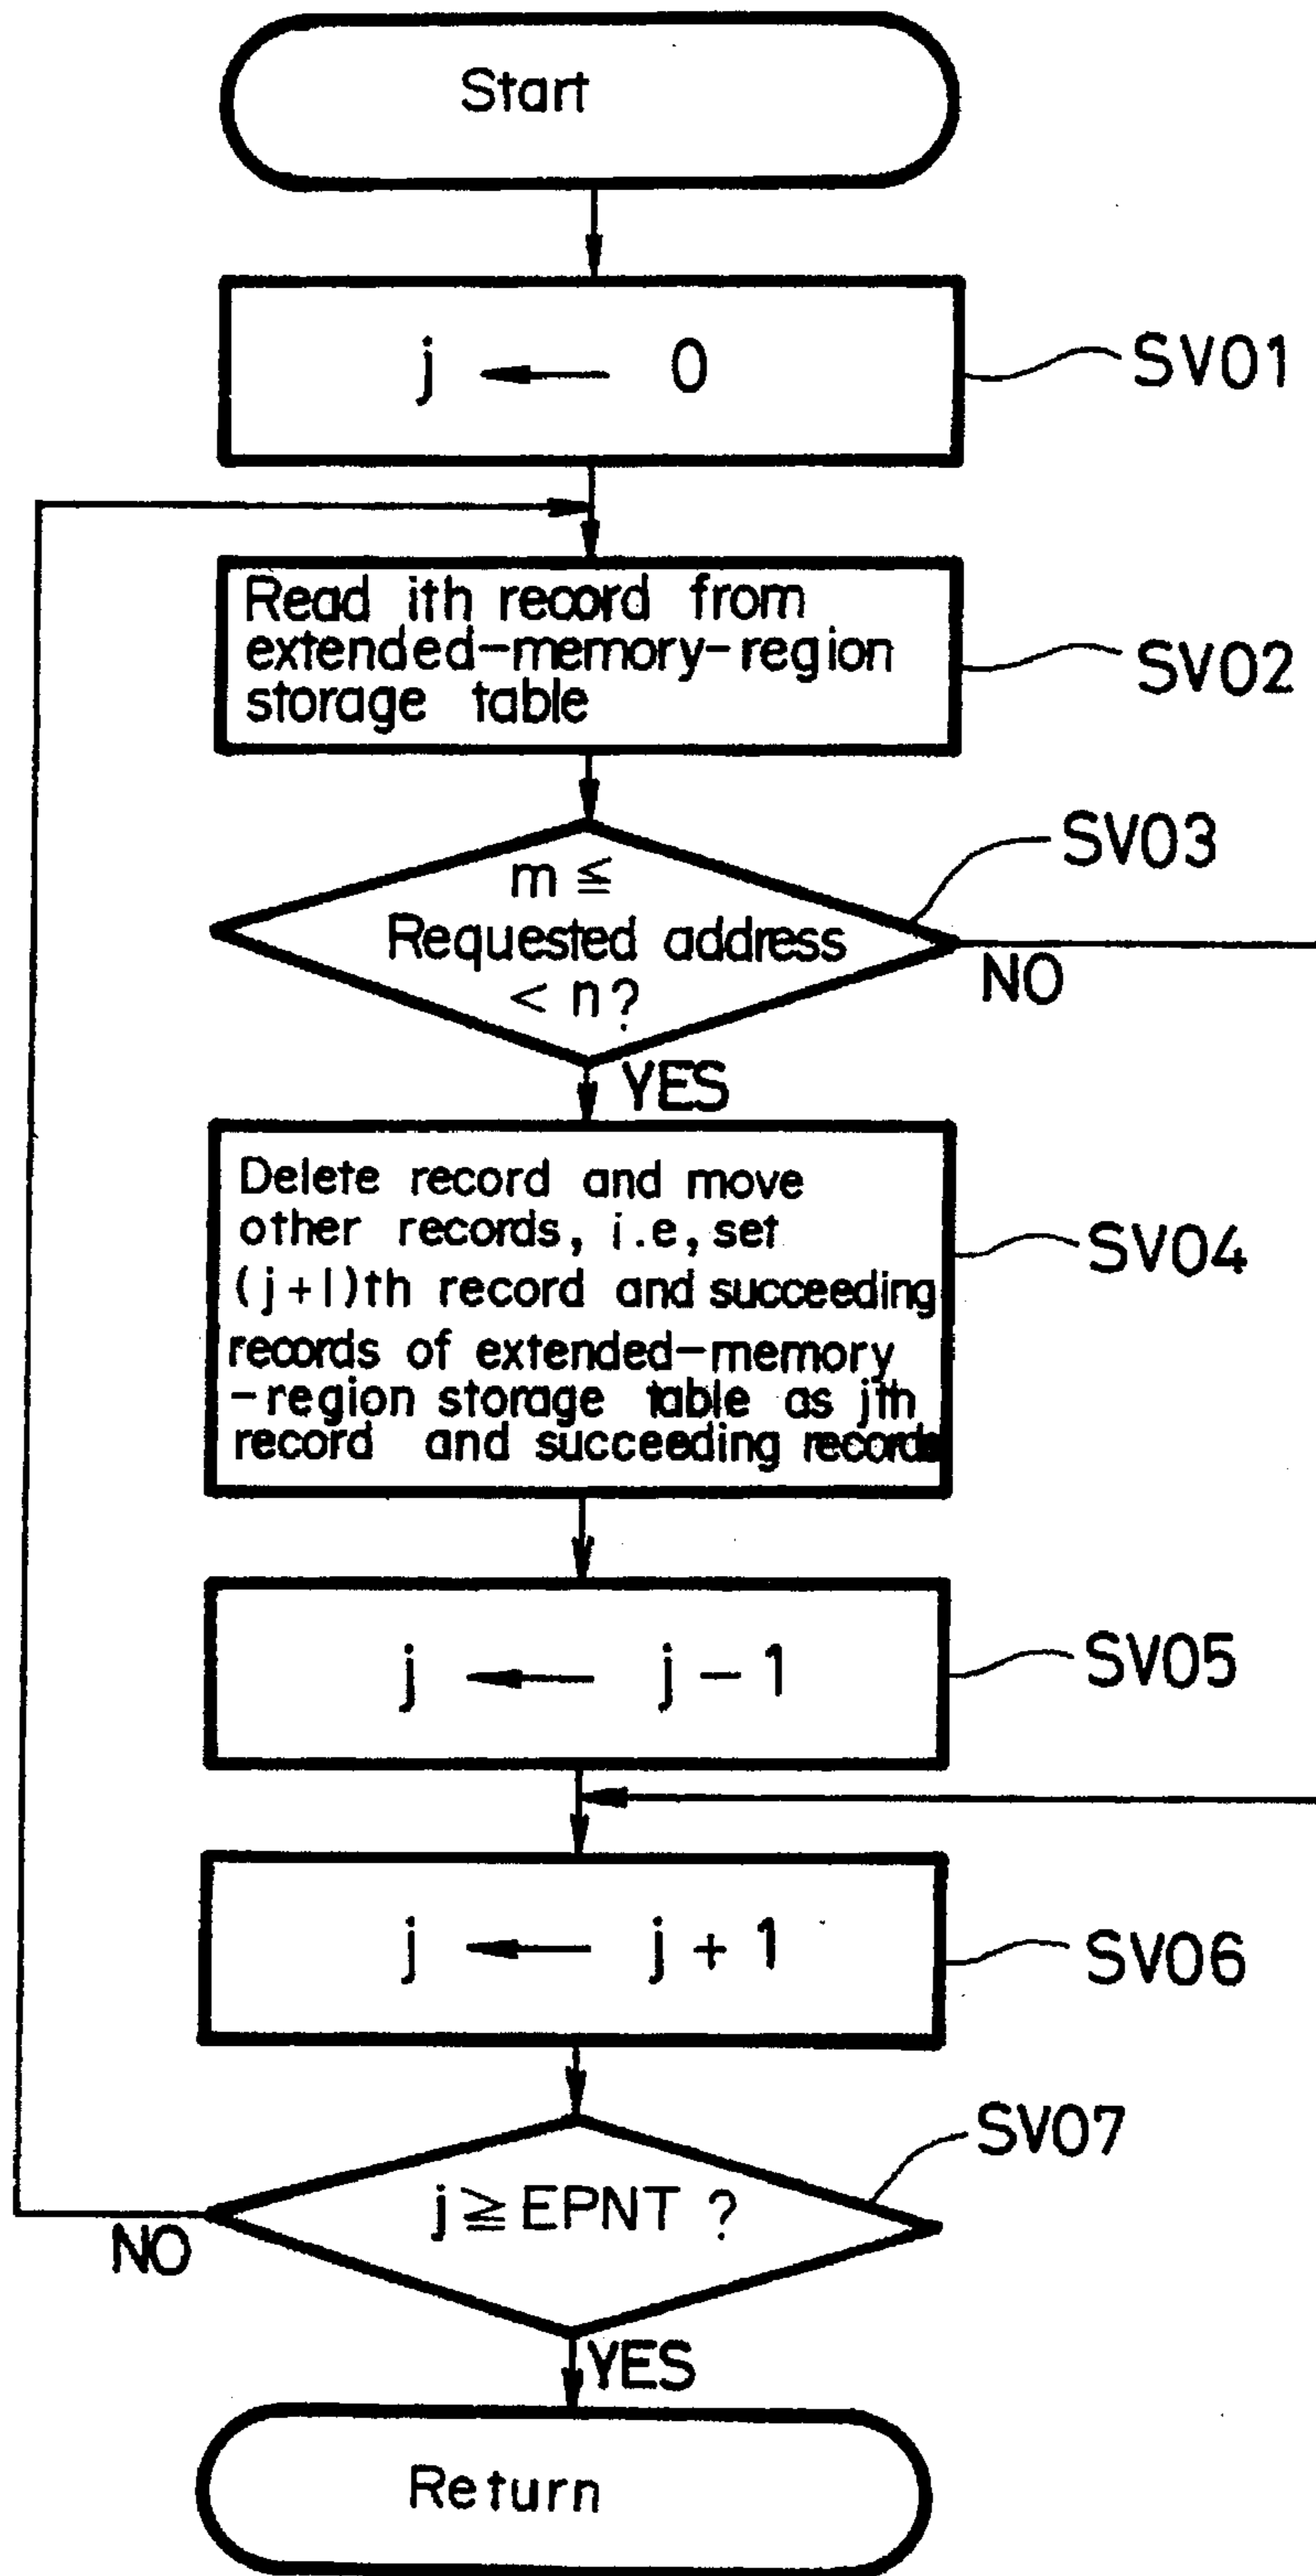 Start
j ← 0
SV01
Read ith record from
extended-memory-region
storage table
SV02
m ≦
Requested address
< n?
SV03
NO
YES
Delete record and move
other records, i.e, set
(j+1)th record and succeeding
records of extended-memory
-region storage table as jth
record and succeeding records
SV04
j ← j - 1
SV05
j ← j + 1
SV06
j ≧ EPNT ?
SV07
NO
YES
Return